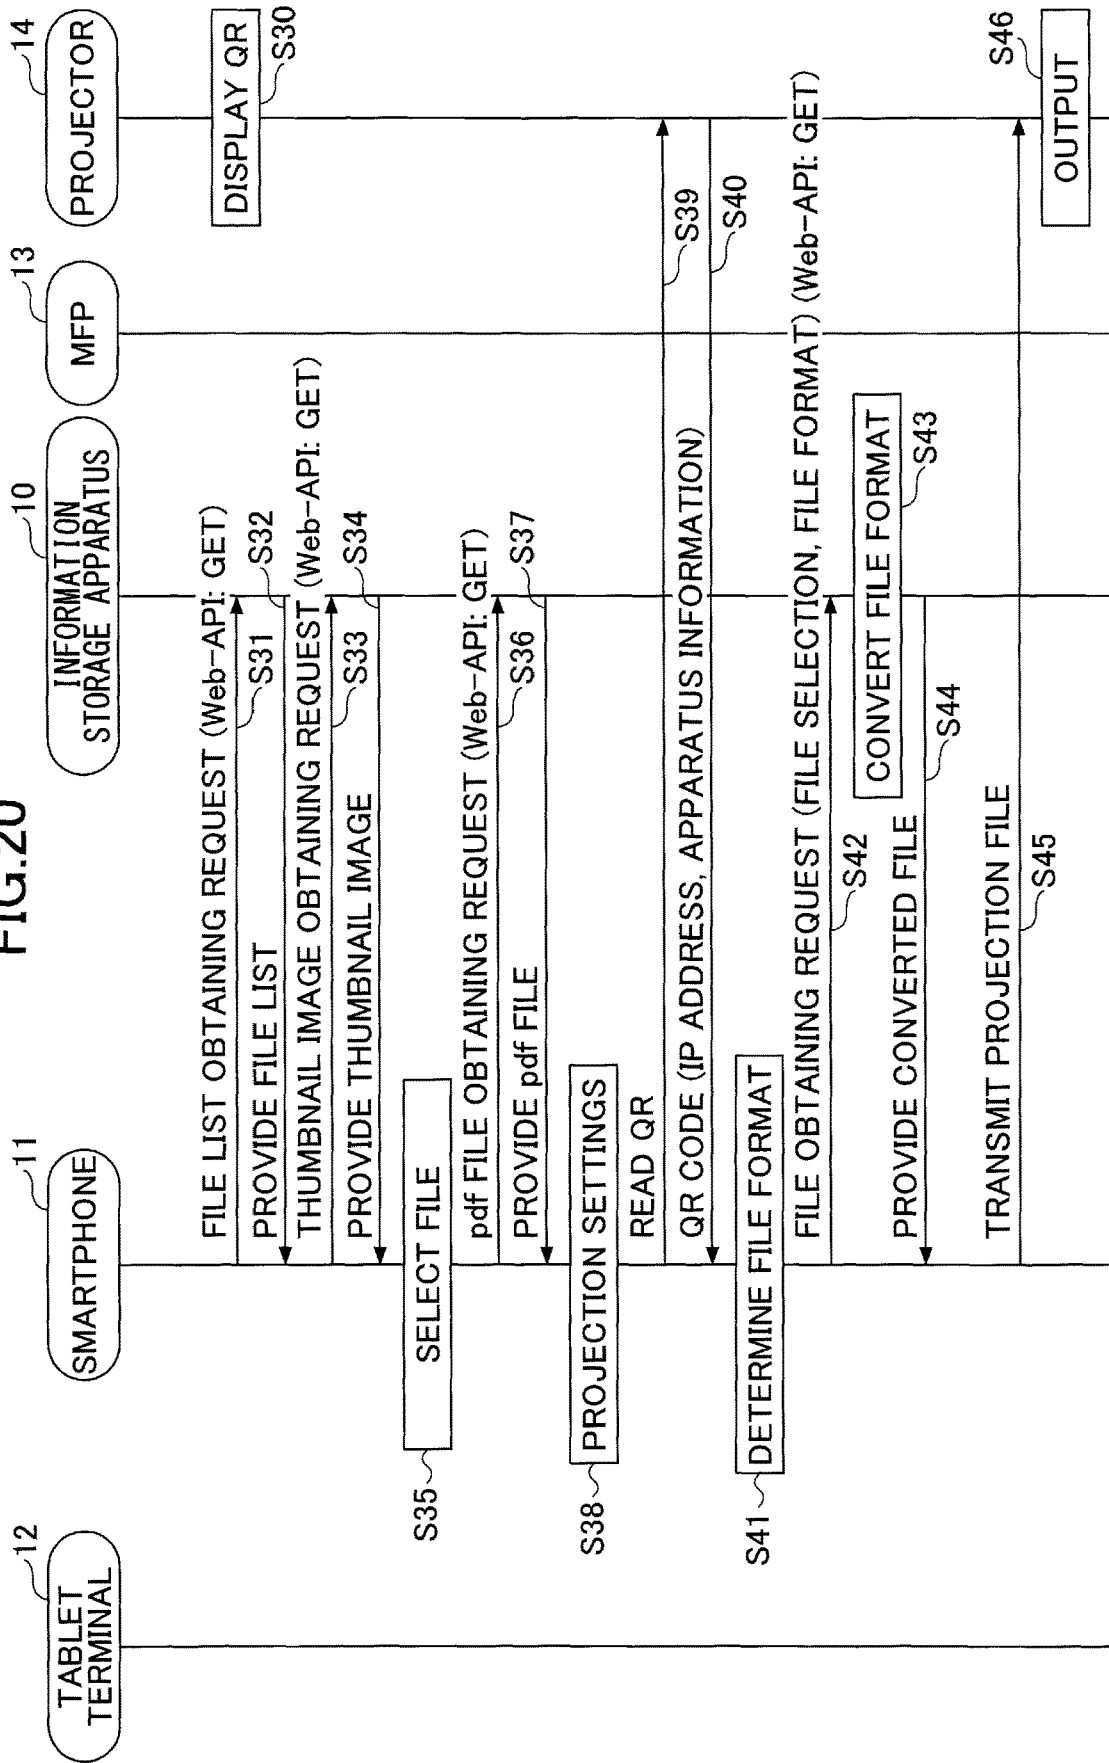 FIG.20
TABLET
TERMINAL
12
SMARTPHONE
11
INFORMATION
STORAGE APPARATUS
10
MFP
13
PROJECTOR
14
DISPLAY QR
S30
FILE LIST OBTAINING REQUEST (Web-API: GET)
S31
PROVIDE FILE LIST
S32
THUMBNAIL IMAGE OBTAINING REQUEST (Web-API: GET)
S33
PROVIDE THUMBNAIL IMAGE
S34
SELECT FILE
S35
pdf FILE OBTAINING REQUEST (Web-API: GET)
S36
PROVIDE pdf FILE
S37
PROJECTION SETTINGS
S38
READ QR
S39
QR CODE (IP ADDRESS, APPARATUS INFORMATION)
S40
DETERMINE FILE FORMAT
S41
FILE OBTAINING REQUEST (FILE SELECTION, FILE FORMAT) (Web-API: GET)
S42
CONVERT FILE FORMAT
S43
PROVIDE CONVERTED FILE
S44
TRANSMIT PROJECTION FILE
S45
OUTPUT
S46